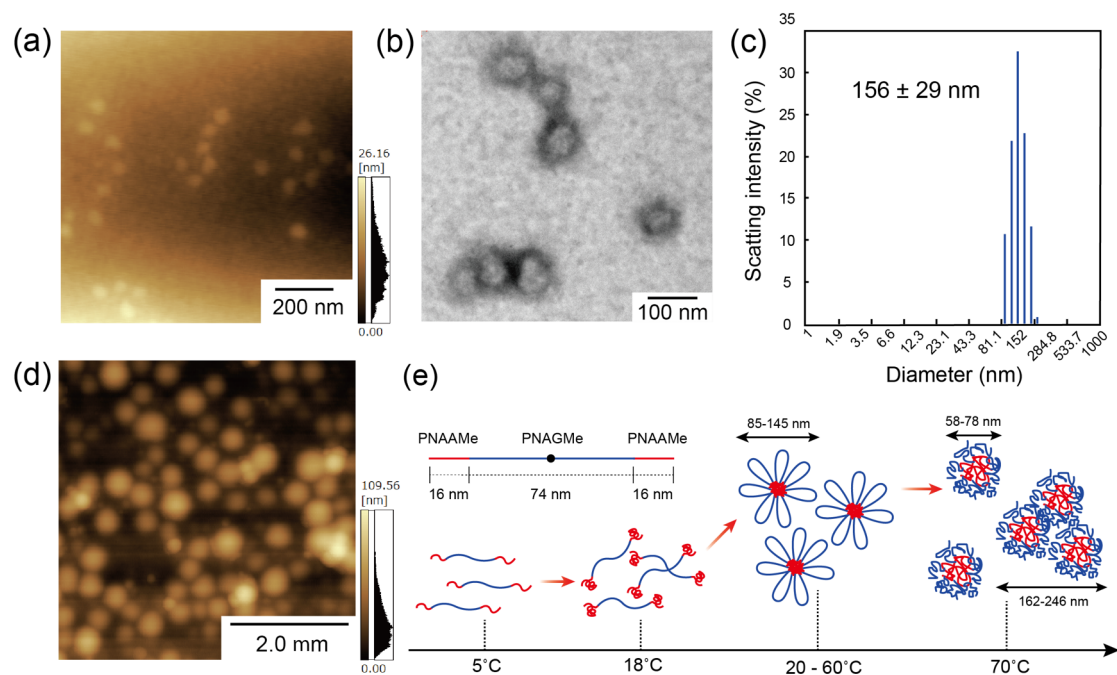 (a)
26.16
[nm]
0.00
200 nm
(b)
100 nm
(c)
156 ± 29 nm
Scatting intensity (%)
35
30
25
20
15
10
5
0
1
1.9
3.5
6.6
12.3
23.1
43.3
81.1
152
284.8
533.7
1000
Diameter (nm)
(d)
109.56
[nm]
0.00
2.0 mm
(e)
PNAAMe PNAGMe PNAAMe
16 nm 74 nm 16 nm
85-145 nm
58-78 nm
162-246 nm
5°C 18°C 20 - 60°C 70°C